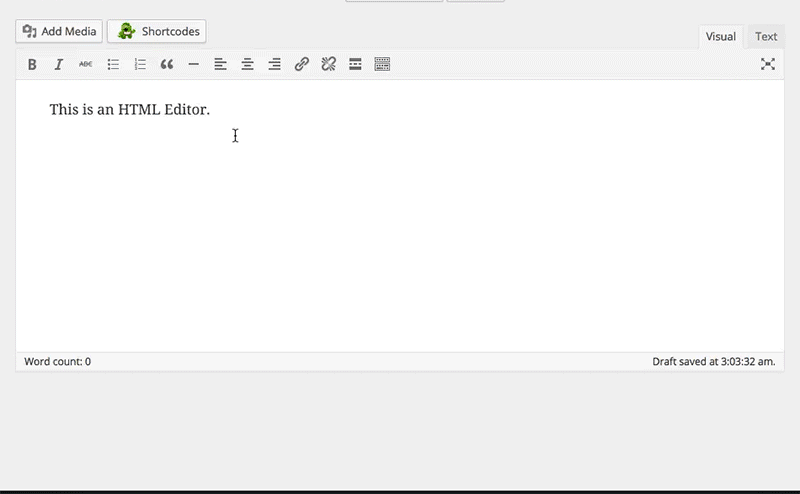 Add Media Shortcodes
Visual Text
B I ABC
This is an HTML Editor.
Word count: 0 Draft saved at 3:03:32 am.